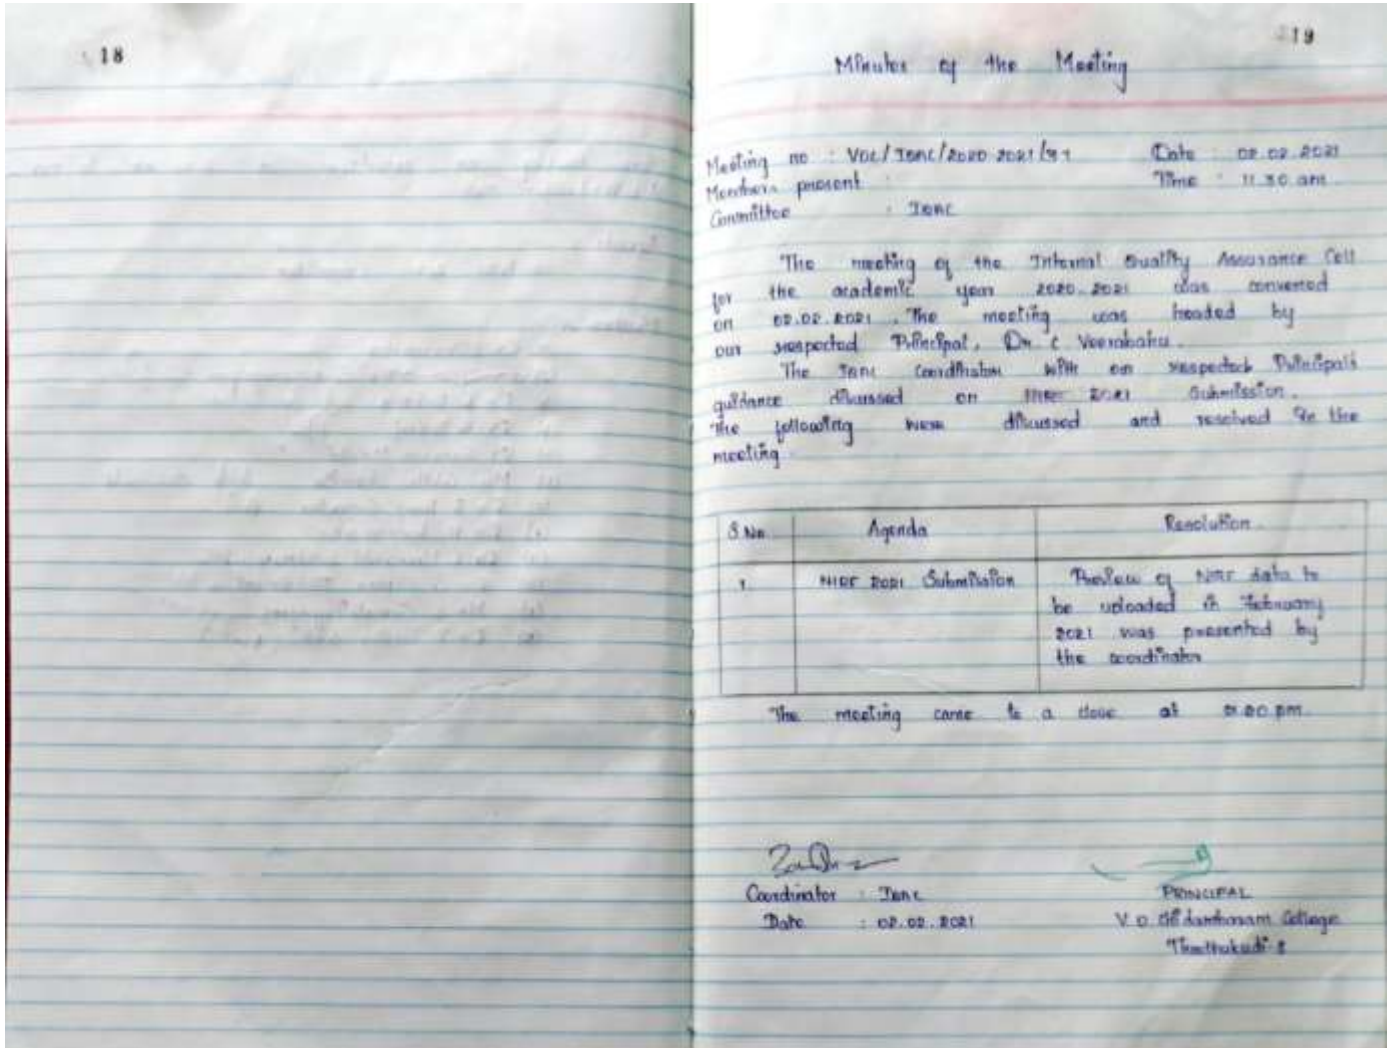 18
19
Minutes of the Meeting
Meeting no : VOC/IQAC/2020-2021/ Date : 02.02.2021
Members present : Time : 11.30 am
Committee : IQAC
The meeting of the Internal Quality Assurance Cell
for the academic year 2020-2021 was convened
on 02.02.2021. The meeting was headed by
our respected Principal, Dr. C Veerabahu.
The IQAC Coordinator with our respected Principal's
guidance discussed on NIRF 2021 Submission.
The following were discussed and resolved in the
meeting.
S.No Agenda Resolution
1. NIRF 2021 Submission Preview of NIRF data to
be uploaded in February
2021 was presented by
the coordinator
The meeting came to a close at pm.
Coordinator : IQAC
Date : 02.02.2021
PRINCIPAL
V.O. Chidambaram College
Thoothukudi-8